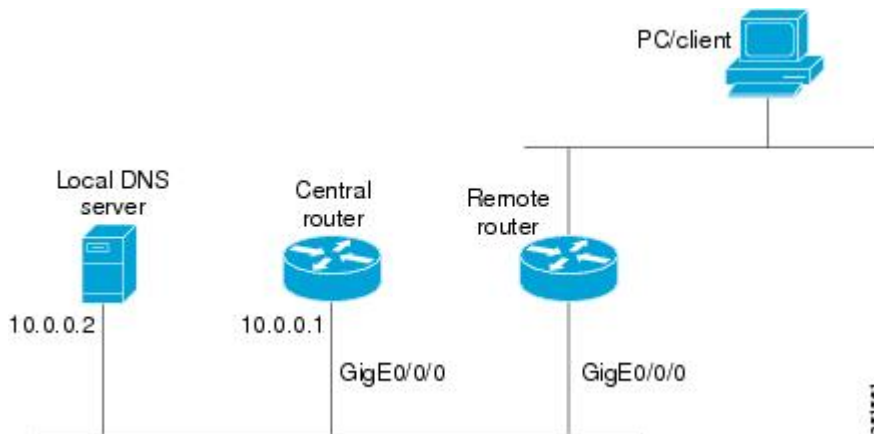 PC/client
Local DNS
server
Central
router
Remote
router
10.0.0.2
10.0.0.1
GigE0/0/0
GigE0/0/0